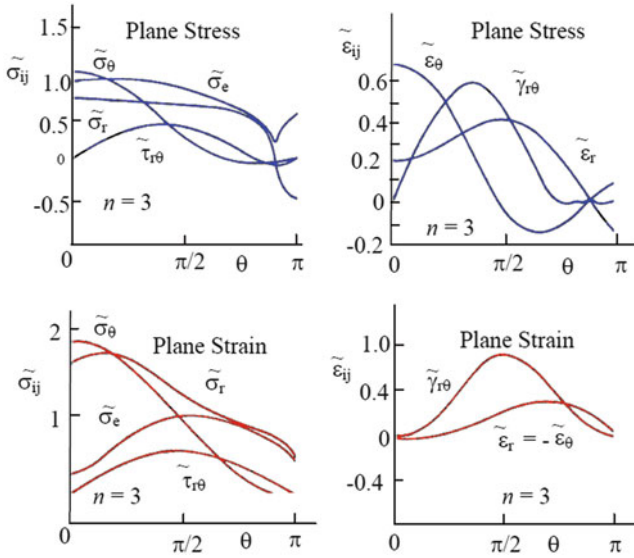 Plane Stress
σ̃ij
1.5
1.0
0.5
0
-0.5
σ̃θ
σ̃e
σ̃r
τ̃rθ
n = 3
0
π/2
θ
π
Plane Stress
ε̃ij
0.6
0.4
0.2
0
-0.2
ε̃θ
γ̃rθ
ε̃r
n = 3
0
π/2
θ
π
Plane Strain
σ̃ij
2
1
σ̃θ
σ̃r
σ̃e
τ̃rθ
n = 3
0
π/2
θ
π
Plane Strain
ε̃ij
1.0
0.4
0
-0.4
γ̃rθ
ε̃r = - ε̃θ
n = 3
0
π/2
θ
π